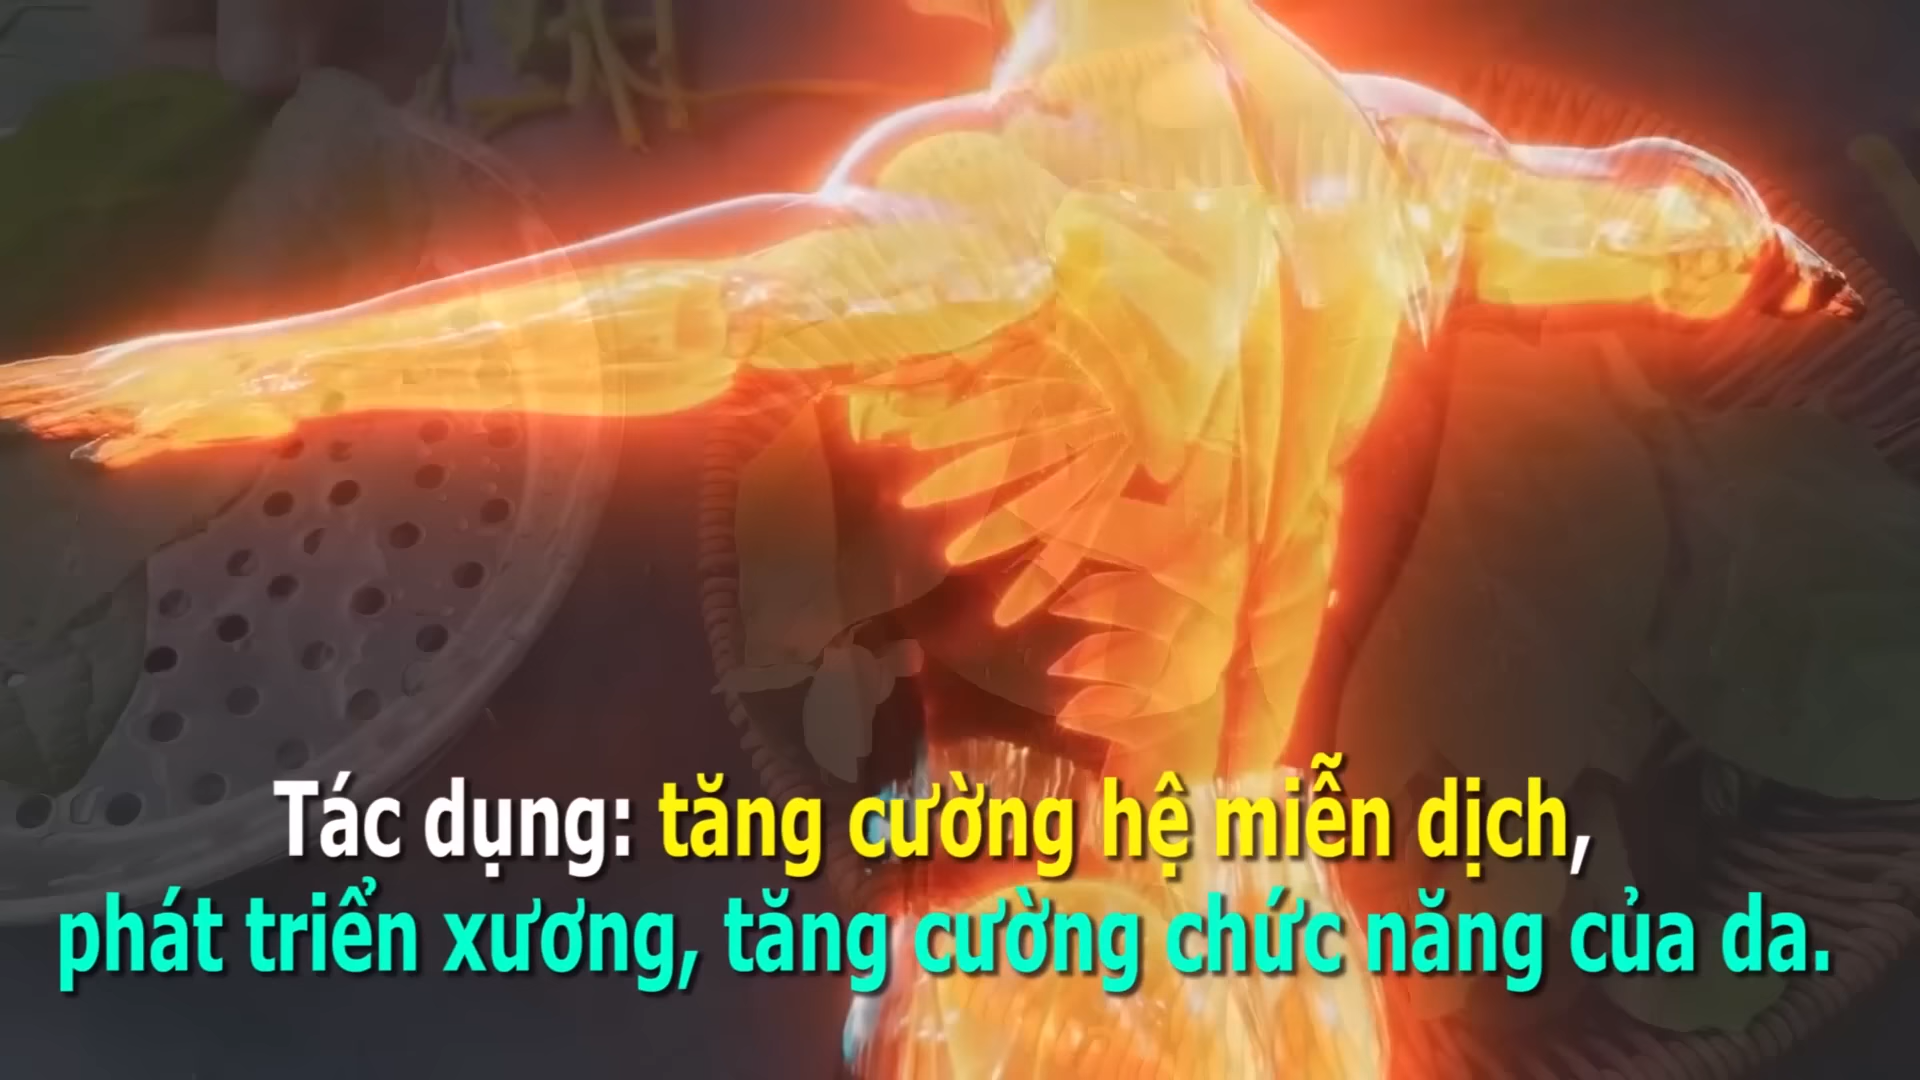 Tác dụng: tăng cường hệ miễn dịch,
phát triển xương, tăng cường chức năng của da.